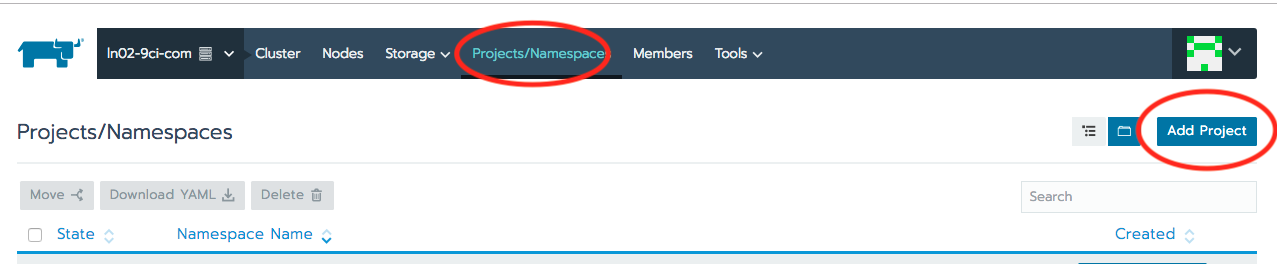 ln02-9ci-com Cluster Nodes Storage Projects/Namespaces Members Tools
Projects/Namespaces Add Project
Move Download YAML Delete Search
State Namespace Name Created